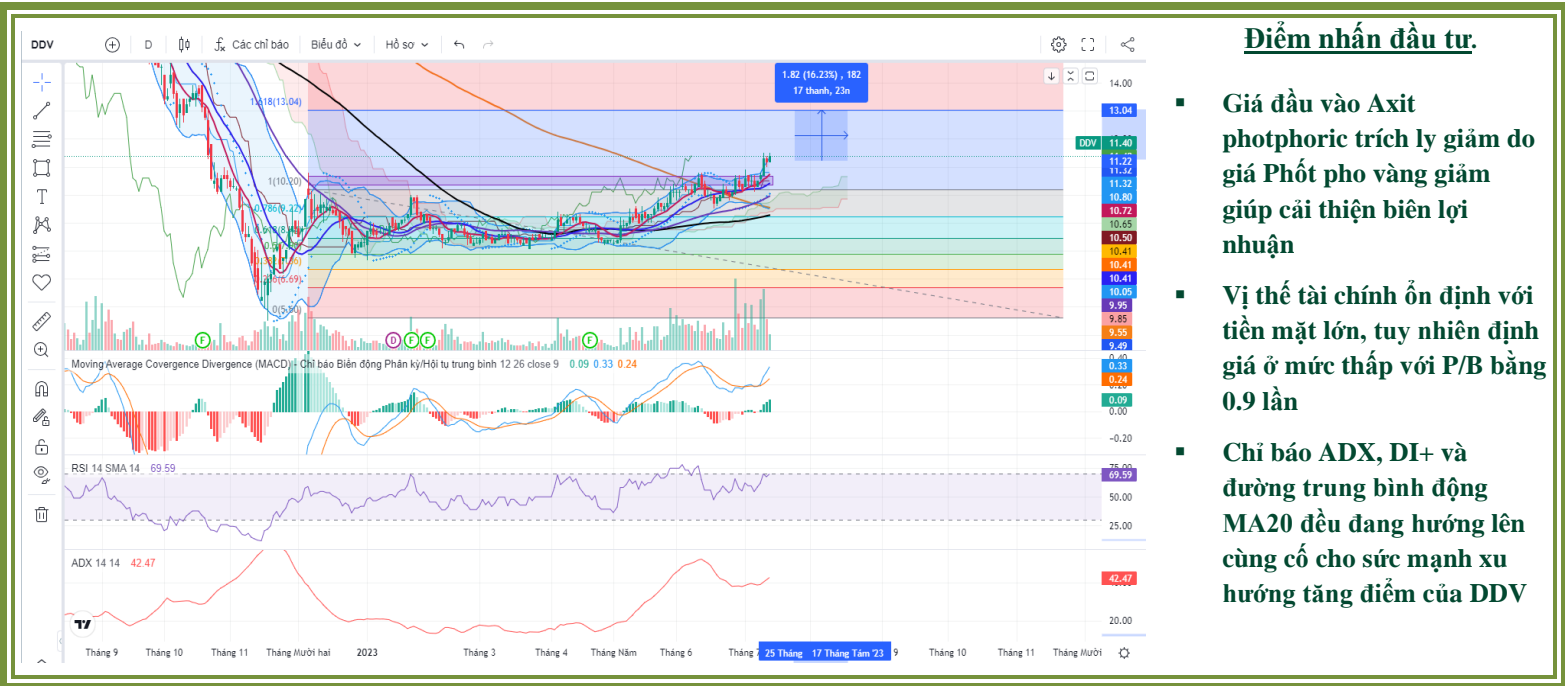 DDV
D
Các chỉ báo
Biểu đồ
Hồ sơ
1.82 (16.23%) , 182
17 thanh, 23n
1.618(13.04)
1(10.20)
0(5.60)
14.00
13.04
DDV 11.40
11.22
11.32
11.32
10.80
10.72
10.65
10.50
10.41
10.41
10.41
10.05
9.95
9.85
9.55
9.49
F
D
F
F
F
Moving Average Covergence Divergence (MACD) - Chỉ báo Biến động Phân kỳ/Hội tụ trung bình 12 26 close 9 0.09 0.33 0.24
0.40
0.33
0.24
0.09
0.00
−0.20
RSI 14 SMA 14 69.59
75.00
69.59
50.00
25.00
ADX 14 14 42.47
42.47
20.00
Tháng 9
Tháng 10
Tháng 11
Tháng Mười hai
2023
Tháng 3
Tháng 4
Tháng Năm
Tháng 6
Tháng
25 Tháng
17 Tháng Tám '23
9
Tháng 10
Tháng 11
Tháng Mười
Điểm nhấn đầu tư.
▪ Giá đầu vào Axit
photphoric trích ly giảm do
giá Phốt pho vàng giảm
giúp cải thiện biên lợi
nhuận
▪ Vị thế tài chính ổn định với
tiền mặt lớn, tuy nhiên định
giá ở mức thấp với P/B bằng
0.9 lần
▪ Chỉ báo ADX, DI+ và
đường trung bình động
MA20 đều đang hướng lên
cùng cố cho sức mạnh xu
hướng tăng điểm của DDV